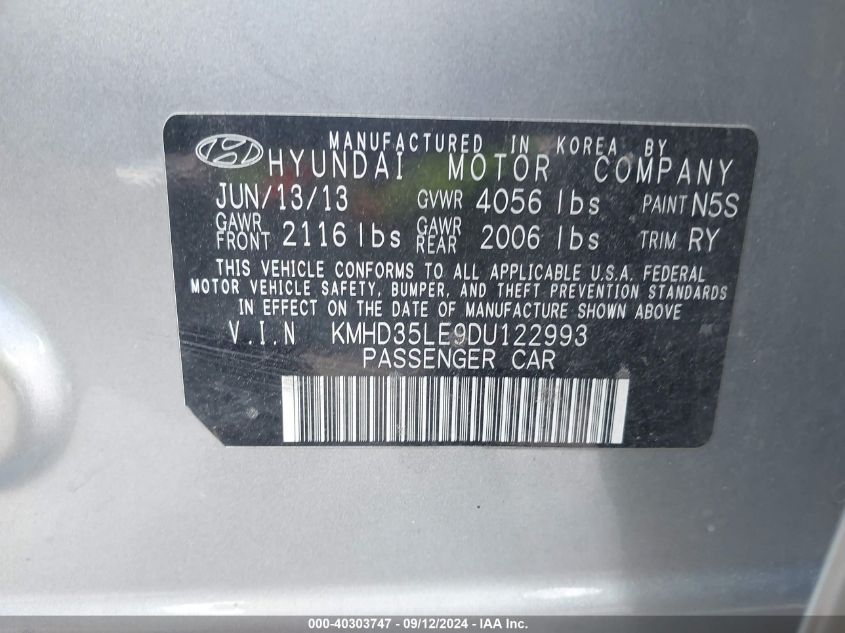 MANUFACTURED IN KOREA BY
HYUNDAI MOTOR COMPANY
JUN/13/13 GVWR 4056 lbs PAINT N5S
GAWR FRONT 2116 lbs GAWR REAR 2006 lbs TRIM RY
THIS VEHICLE CONFORMS TO ALL APPLICABLE U.S.A. FEDERAL
MOTOR VEHICLE SAFETY, BUMPER, AND THEFT PREVENTION STANDARDS
IN EFFECT ON THE DATE OF MANUFACTURE SHOWN ABOVE
V.I.N KMHD35LE9DU122993
PASSENGER CAR
000-40303747 - 09/12/2024 - IAA Inc.